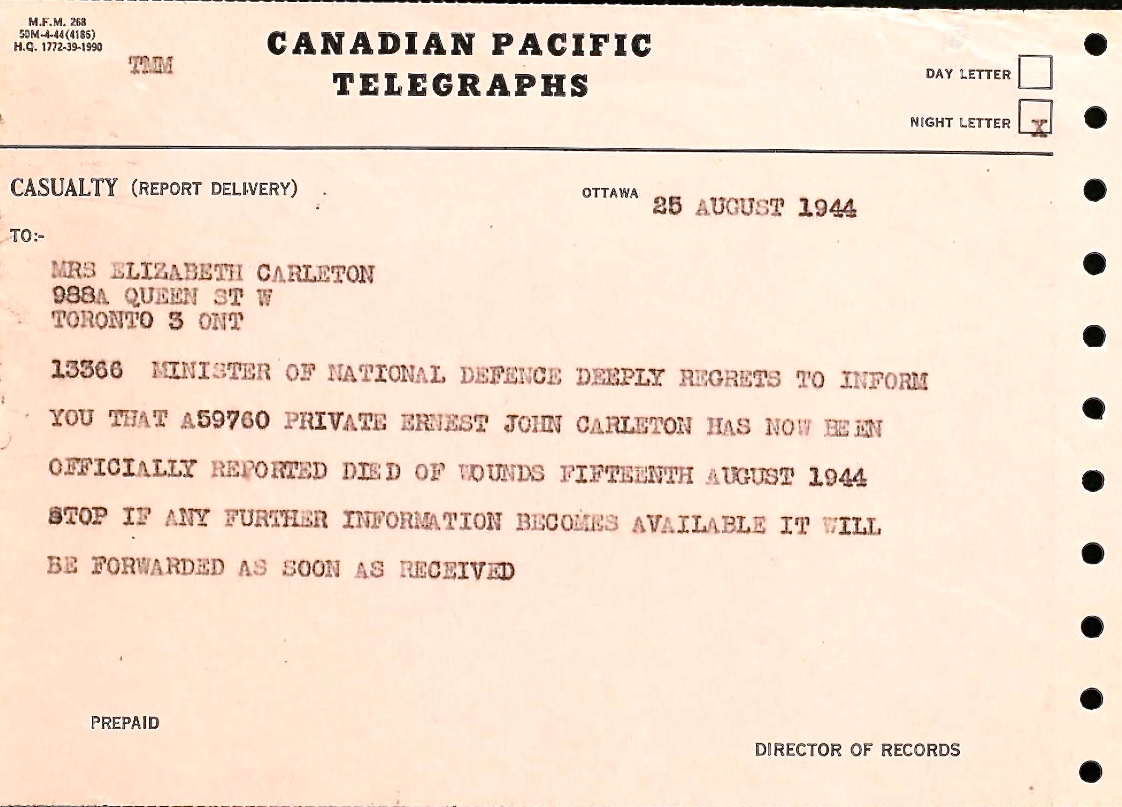 M.F.M. 268
50M-4-44(4185)
H.Q. 1772-39-1990
TMM
CANADIAN PACIFIC
TELEGRAPHS
DAY LETTER
NIGHT LETTER X
CASUALTY (REPORT DELIVERY)
OTTAWA 25 AUGUST 1944
TO:-
MRS ELIZABETH CARLETON
988A QUEEN ST W
TORONTO 3 ONT
13366 MINISTER OF NATIONAL DEFENCE DEEPLY REGRETS TO INFORM
YOU THAT A59760 PRIVATE ERNEST JOHN CARLETON HAS NOW BEEN
OFFICIALLY REPORTED DIED OF WOUNDS FIFTEENTH AUGUST 1944
STOP IF ANY FURTHER INFORMATION BECOMES AVAILABLE IT WILL
BE FORWARDED AS SOON AS RECEIVED
PREPAID
DIRECTOR OF RECORDS